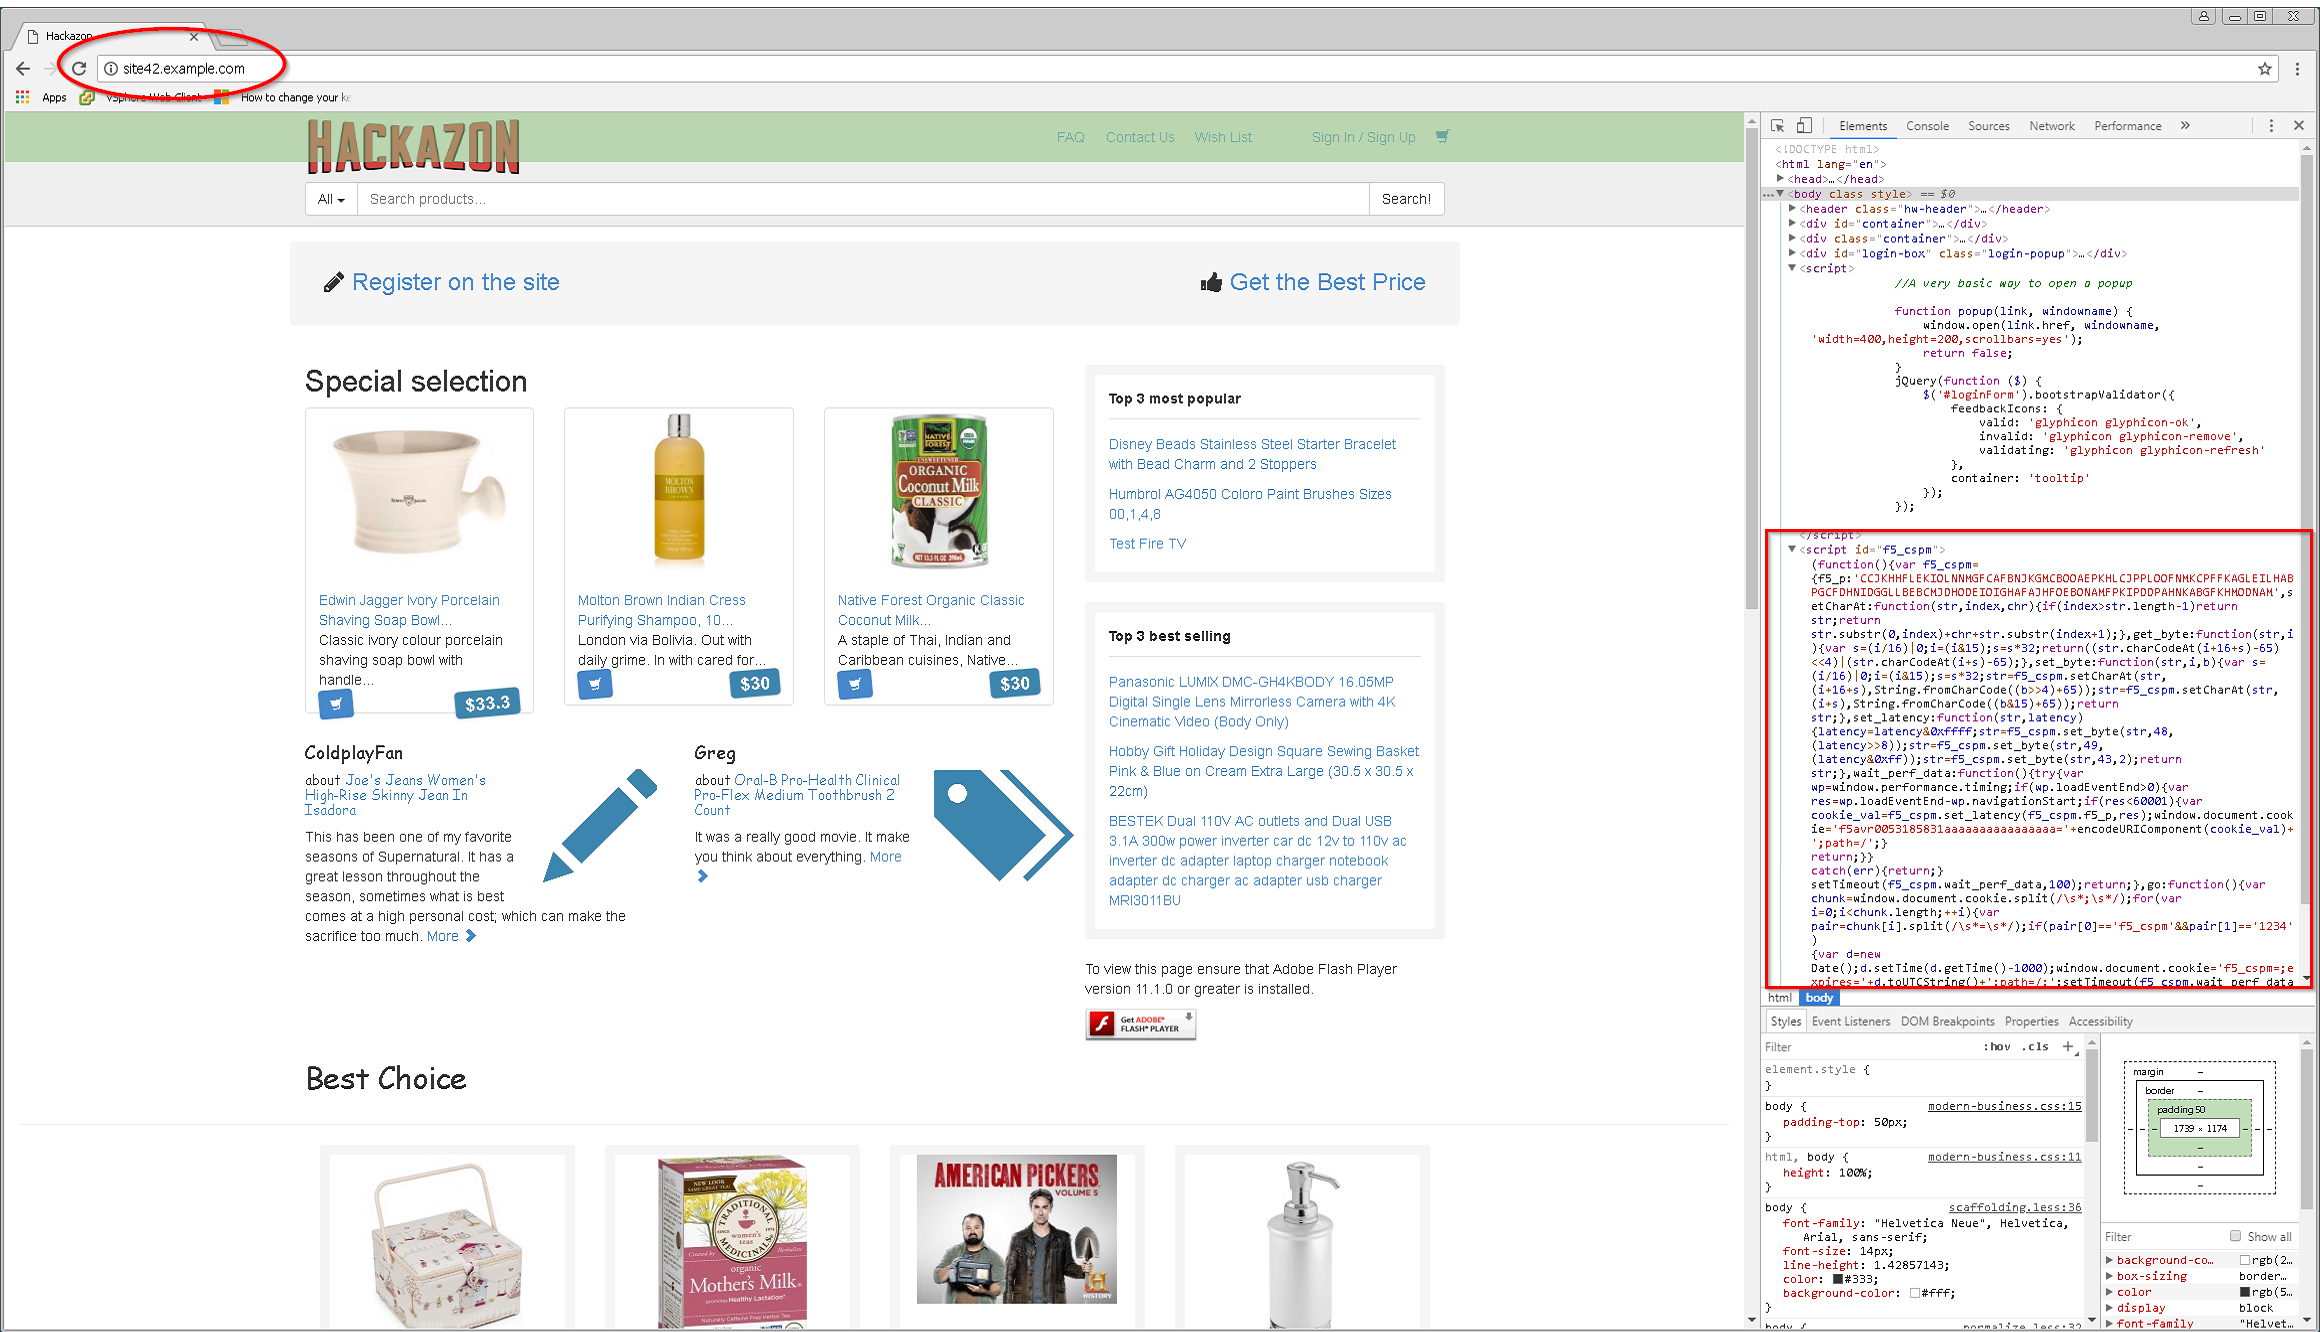 Hackazon
site42.example.com
Apps
vSphere Web Client
How to change your ke
HACKAZON
FAQ Contact Us Wish List Sign In / Sign Up
All Search products... Search!
Register on the site
Get the Best Price
Special selection
Edwin Jagger Ivory Porcelain
Shaving Soap Bowl...
Classic ivory colour porcelain
shaving soap bowl with
handle...
$33.3
MOLTON
BROWN
Molton Brown Indian Cress
Purifying Shampoo, 10...
London via Bolivia. Out with
daily grime. In with cared for...
$30
NATIVE
FOREST
UNSWEETENED
ORGANIC
Coconut Milk
CLASSIC
Native Forest Organic Classic
Coconut Milk...
A staple of Thai, Indian and
Caribbean cuisines, Native...
$30
ColdplayFan
about Joe's Jeans Women's
High-Rise Skinny Jean In
Isadora
This has been one of my favorite
seasons of Supernatural. It has a
great lesson throughout the
season, sometimes what is best
comes at a high personal cost; which can make the
sacrifice too much. More
Greg
about Oral-B Pro-Health Clinical
Pro-Flex Medium Toothbrush 2
Count
It was a really good movie. It make
you think about everything. More
Top 3 most popular
Disney Beads Stainless Steel Starter Bracelet
with Bead Charm and 2 Stoppers
Humbrol AG4050 Coloro Paint Brushes Sizes
00,1,4,8
Test Fire TV
Top 3 best selling
Panasonic LUMIX DMC-GH4KBODY 16.05MP
Digital Single Lens Mirrorless Camera with 4K
Cinematic Video (Body Only)
Hobby Gift Holiday Design Square Sewing Basket
Pink & Blue on Cream Extra Large (30.5 x 30.5 x
22cm)
BESTEK Dual 110V AC outlets and Dual USB
3.1A 300w power inverter car dc 12v to 110v ac
inverter dc adapter laptop charger notebook
adapter dc charger ac adapter usb charger
MRI3011BU
To view this page ensure that Adobe Flash Player
version 11.1.0 or greater is installed.
Get ADOBE®
FLASH® PLAYER
Best Choice
NEW LOOK
TRADITIONAL
MEDICINALS
women's
teas
organic
Mother's Milk
promotes Healthy Lactation
Naturally Caffeine Free Herbal Tea
AMERICAN PICKERS
VOLUME 5
H
HISTORY
Elements Console Sources Network Performance »
<!DOCTYPE html>
<html lang="en">
<head>…</head>
<body class style> == $0
<header class="hw-header">…</header>
<div id="container">…</div>
<div class="container">…</div>
<div id="login-box" class="login-popup">…</div>
<script>
//A very basic way to open a popup
function popup(link, windowname) {
window.open(link.href, windowname,
'width=400,height=200,scrollbars=yes');
return false;
}
jQuery(function ($) {
$('#loginForm').bootstrapValidator({
feedbackIcons: {
valid: 'glyphicon glyphicon-ok',
invalid: 'glyphicon glyphicon-remove',
validating: 'glyphicon glyphicon-refresh'
},
container: 'tooltip'
});
});
</script>
<script id="f5_cspm">
(function(){var f5_cspm=
{f5_p:'CCJKHHFLEKIOLNNMGFCAFBNJKGMCBOOAEPKHLCJPPLOOFNMKCPFFKAGLEILHAB
PGCFDHNIDGGLLBEBCMJDHODEIOIGHAFAJHFOEBONAMFPKIPDDPAHNKABGFKHMODNAM',s
etCharAt:function(str,index,chr){if(index>str.length-1)return
str;return
str.substr(0,index)+chr+str.substr(index+1);},get_byte:function(str,i
){var s=(i/16)|0;i=(i&15);s=s*32;return((str.charCodeAt(i+16+s)-65)
<<4)|(str.charCodeAt(i+s)-65);},set_byte:function(str,i,b){var s=
(i/16)|0;i=(i&15);s=s*32;str=f5_cspm.setCharAt(str,
(i+16+s),String.fromCharCode((b>>4)+65));str=f5_cspm.setCharAt(str,
(i+s),String.fromCharCode((b&15)+65));return
str;},set_latency:function(str,latency)
{latency=latency&0xffff;str=f5_cspm.set_byte(str,48,
(latency>>8));str=f5_cspm.set_byte(str,49,
(latency&0xff));str=f5_cspm.set_byte(str,43,2);return
str;},wait_perf_data:function(){try{var
wp=window.performance.timing;if(wp.loadEventEnd>0){var
res=wp.loadEventEnd-wp.navigationStart;if(res<60001){var
cookie_val=f5_cspm.set_latency(f5_cspm.f5_p,res);window.document.cook
ie='f5avr0053185831aaaaaaaaaaaaaaaa='+encodeURIComponent(cookie_val)+
';path=/';}
return;}}
catch(err){return;}
setTimeout(f5_cspm.wait_perf_data,100);return;},go:function(){var
chunk=window.document.cookie.split(/\s*;\s*/);for(var
i=0;i<chunk.length;++i){var
pair=chunk[i].split(/\s*=\s*/);if(pair[0]=='f5_cspm'&&pair[1]=='1234'
)
{var d=new
Date();d.setTime(d.getTime()-1000);window.document.cookie='f5_cspm=;e
xpires='+d.toUTCString()+';path=/;';setTimeout(f5_cspm.wait_perf_data
html body
Styles Event Listeners DOM Breakpoints Properties Accessibility
Filter :hov .cls +
element.style {
}
body { modern-business.css:15
padding-top: 50px;
}
html, body { modern-business.css:11
height: 100%;
}
body { scaffolding.less:36
font-family: "Helvetica Neue", Helvetica,
Arial, sans-serif;
font-size: 14px;
line-height: 1.42857143;
color: #333;
background-color: #fff;
}
body { normalize.less:32
margin –
border –
padding 50
1739 × 1174
Filter Show all
background-co… rgb(2…
box-sizing border…
color rgb(5…
display block
font-family "Helvet…